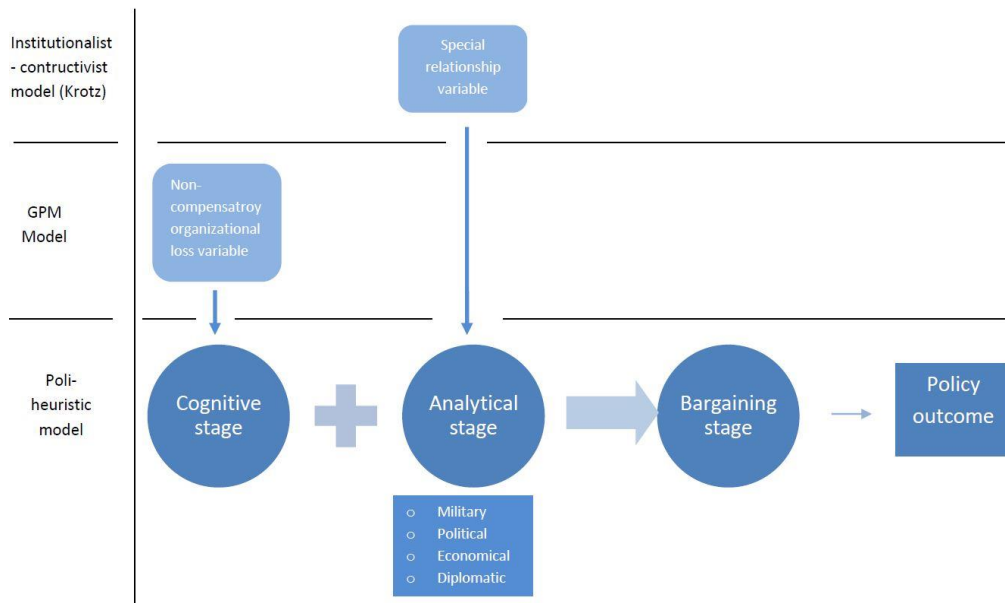 Institutionalist
- contructivist
model (Krotz)
Special
relationship
variable
GPM
Model
Non-
compensatroy
organizational
loss variable
Poli-
heuristic
model
Cognitive
stage
Analytical
stage
Bargaining
stage
Policy
outcome
o Military
o Political
o Economical
o Diplomatic